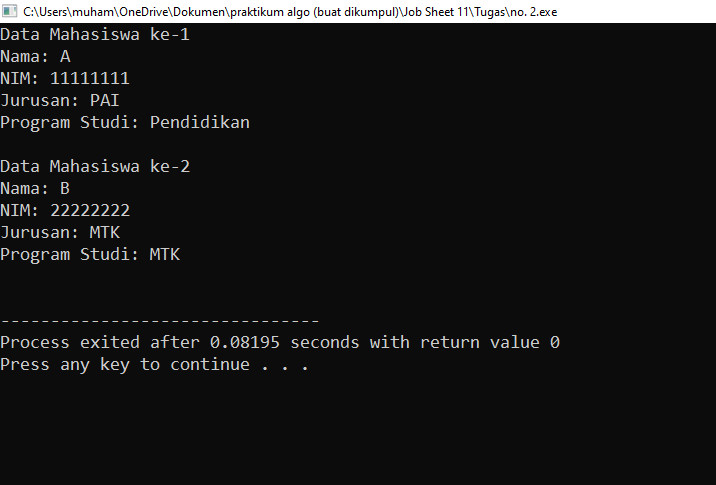 C:\Users\muham\OneDrive\Dokumen\praktikum algo (buat dikumpul)\Job Sheet 11\Tugas\no. 2.exe
Data Mahasiswa ke-1
Nama: A
NIM: 11111111
Jurusan: PAI
Program Studi: Pendidikan
Data Mahasiswa ke-2
Nama: B
NIM: 22222222
Jurusan: MTK
Program Studi: MTK
--------------------------------
Process exited after 0.08195 seconds with return value 0
Press any key to continue . . .